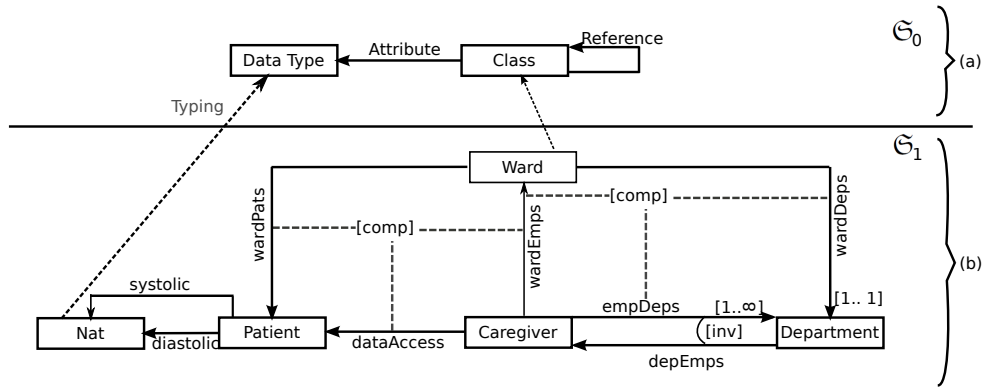 𝔖0
Reference
Attribute
Data Type
Class
(a)
Typing
𝔖1
Ward
[comp]
[comp]
wardPats
wardEmps
wardDeps
(b)
systolic
empDeps
[1..∞]
[1.. 1]
Nat
Patient
Caregiver
[inv]
Department
diastolic
dataAccess
depEmps